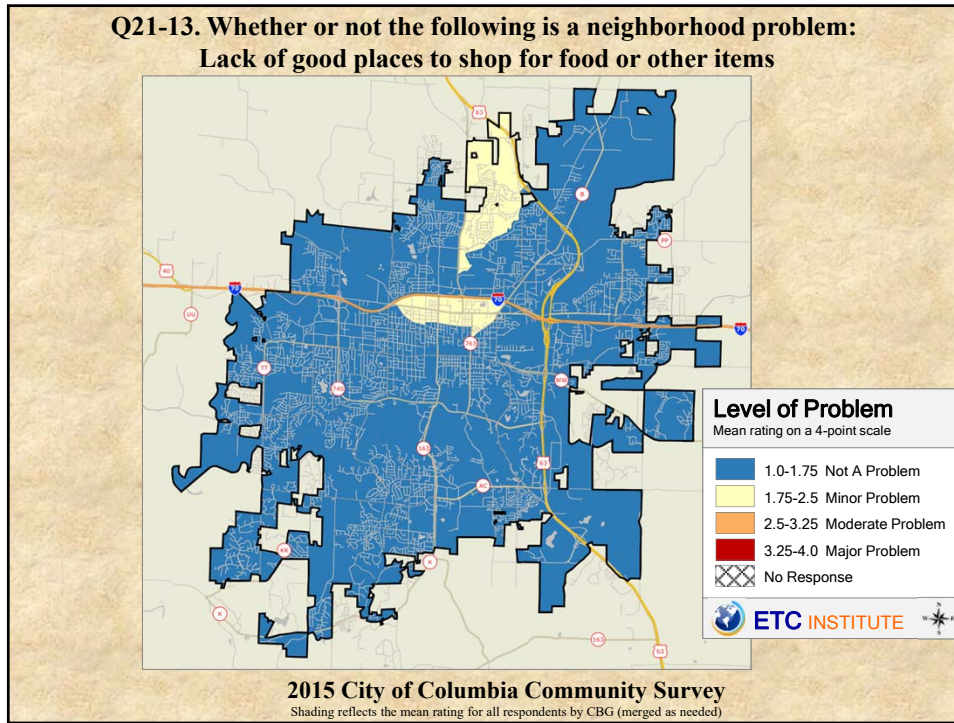 Q21-13. Whether or not the following is a neighborhood problem:
Lack of good places to shop for food or other items
63
B
PP
40
70
UU
70
70
763
TT
740
WW
163
63
AC
KK
K
K
163
63
Level of Problem
Mean rating on a 4-point scale
1.0-1.75 Not A Problem
1.75-2.5 Minor Problem
2.5-3.25 Moderate Problem
3.25-4.0 Major Problem
No Response
ETC INSTITUTE
2015 City of Columbia Community Survey
Shading reflects the mean rating for all respondents by CBG (merged as needed)